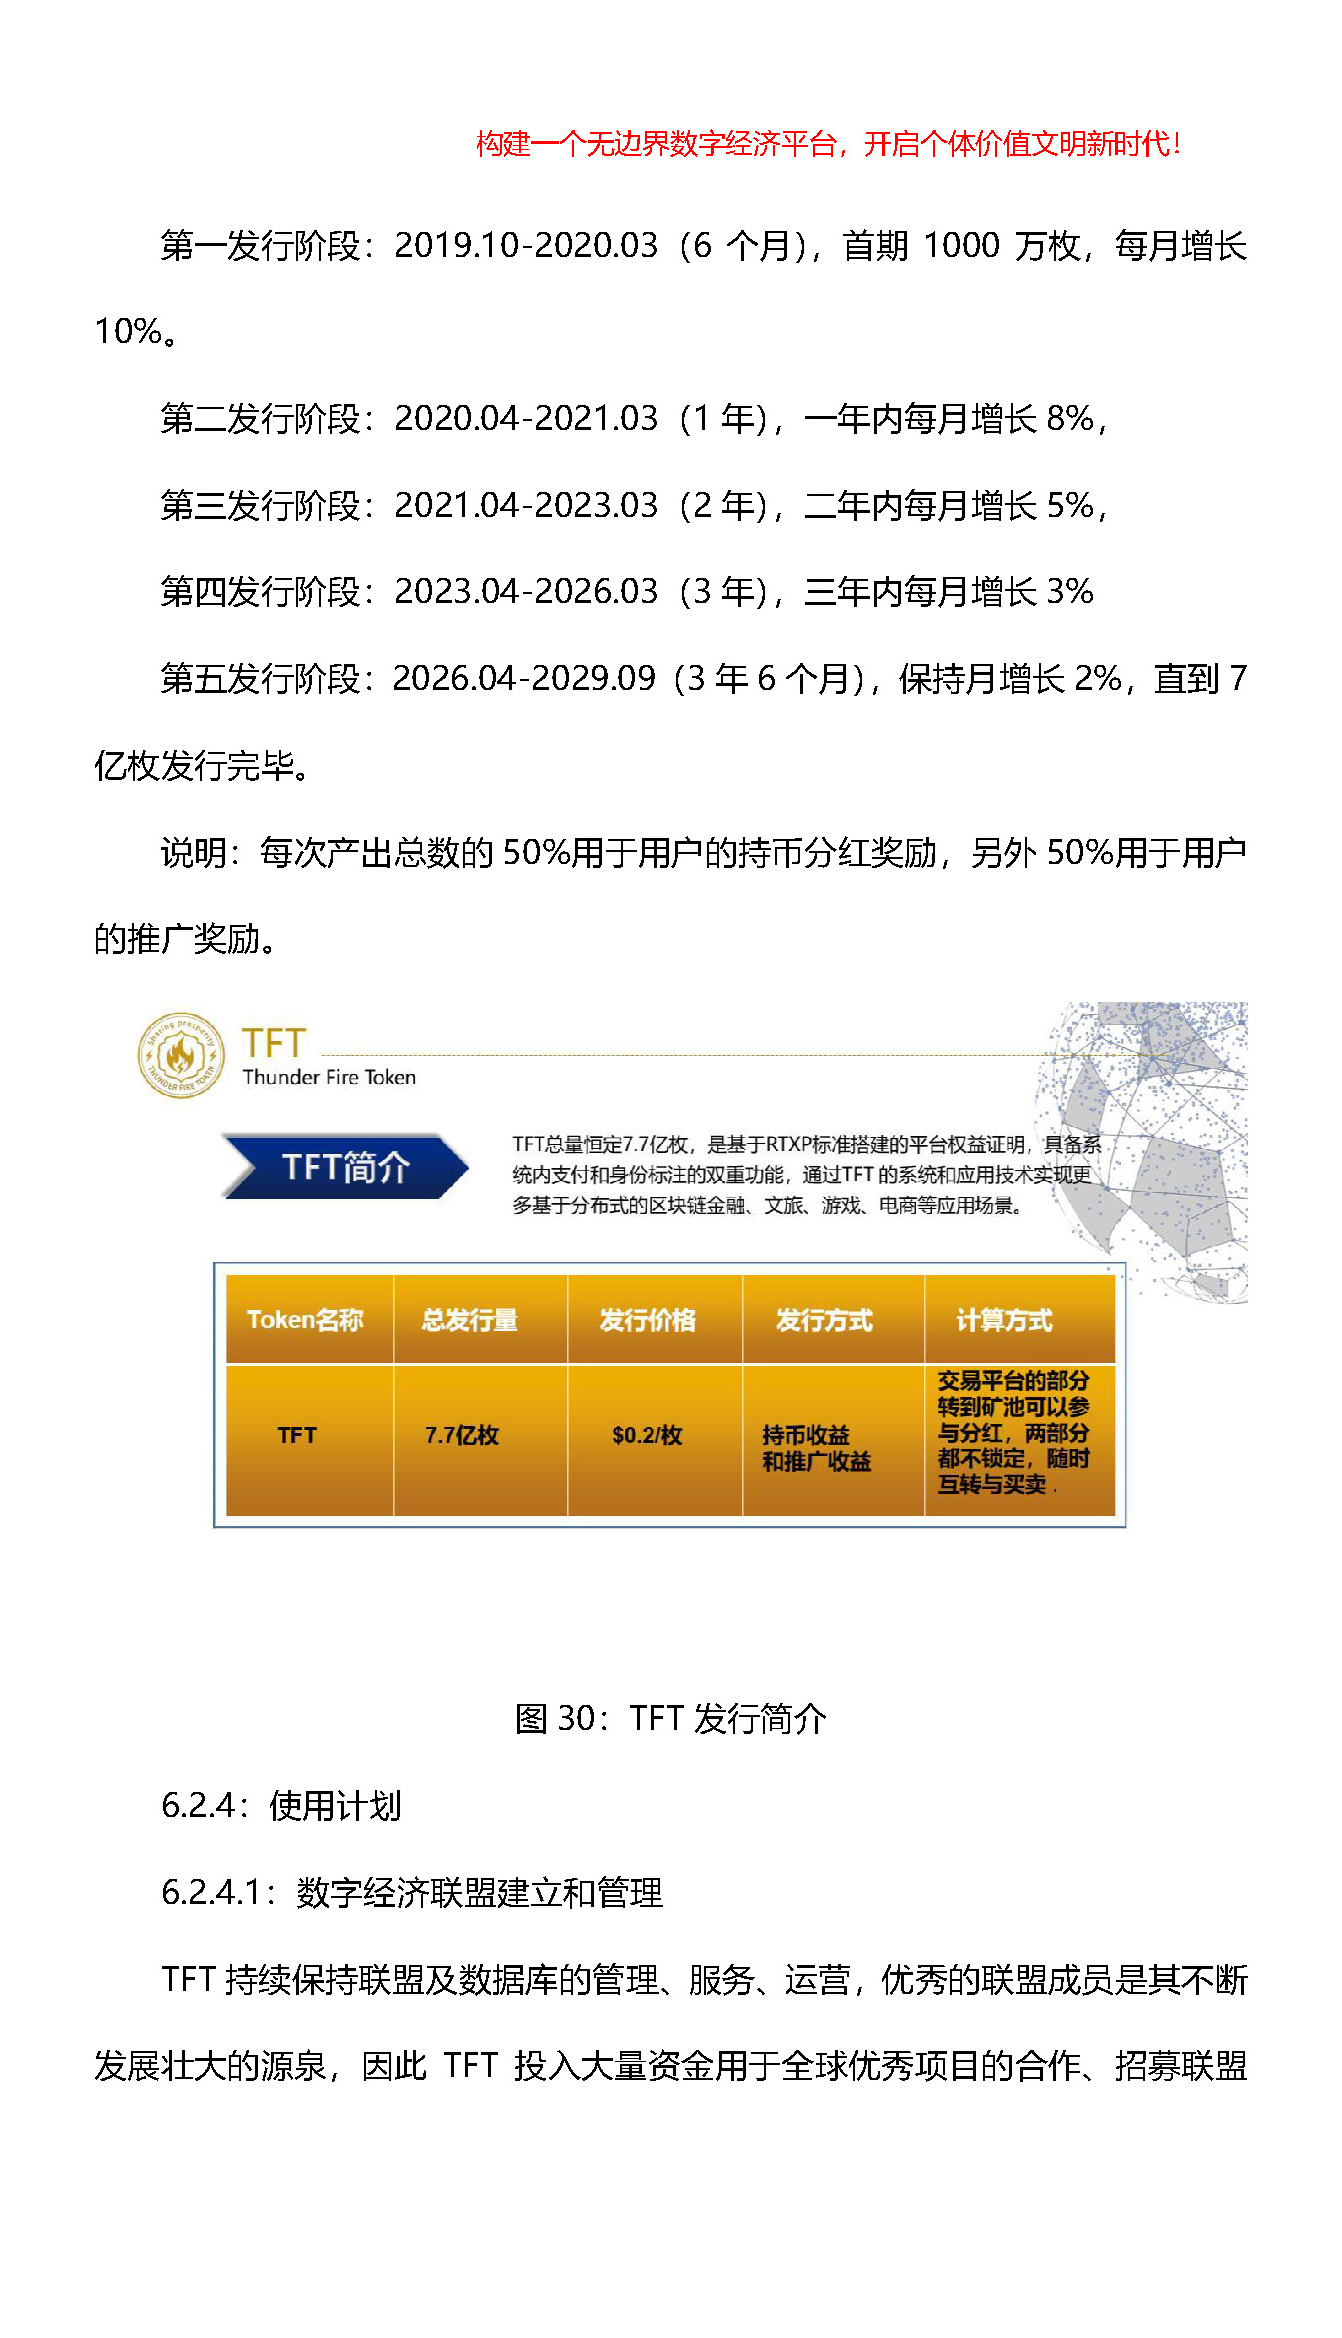 构建一个无边界数字经济平台，开启个体价值文明新时代！
第一发行阶段：2019.10-2020.03（6 个月），首期 1000 万枚，每月增长
10%。
第二发行阶段：2020.04-2021.03（1 年），一年内每月增长 8%，
第三发行阶段：2021.04-2023.03（2 年），二年内每月增长 5%，
第四发行阶段：2023.04-2026.03（3 年），三年内每月增长 3%
第五发行阶段：2026.04-2029.09（3 年 6 个月），保持月增长 2%，直到 7
亿枚发行完毕。
说明：每次产出总数的 50%用于用户的持币分红奖励，另外 50%用于用户
的推广奖励。
Sharing prosperity
THUNDER FIRE TOKEN
TFT
Thunder Fire Token
TFT简介
TFT总量恒定7.7亿枚，是基于RTXP标准搭建的平台权益证明，具备系
统内支付和身份标注的双重功能，通过TFT 的系统和应用技术实现更
多基于分布式的区块链金融、文旅、游戏、电商等应用场景。
Token名称 总发行量 发行价格 发行方式 计算方式
TFT 7.7亿枚 $0.2/枚 持币收益
和推广收益
交易平台的部分
转到矿池可以参
与分红，两部分
都不锁定，随时
互转与买卖 .
图 30：TFT 发行简介
6.2.4：使用计划
6.2.4.1：数字经济联盟建立和管理
TFT 持续保持联盟及数据库的管理、服务、运营，优秀的联盟成员是其不断
发展壮大的源泉，因此 TFT 投入大量资金用于全球优秀项目的合作、招募联盟